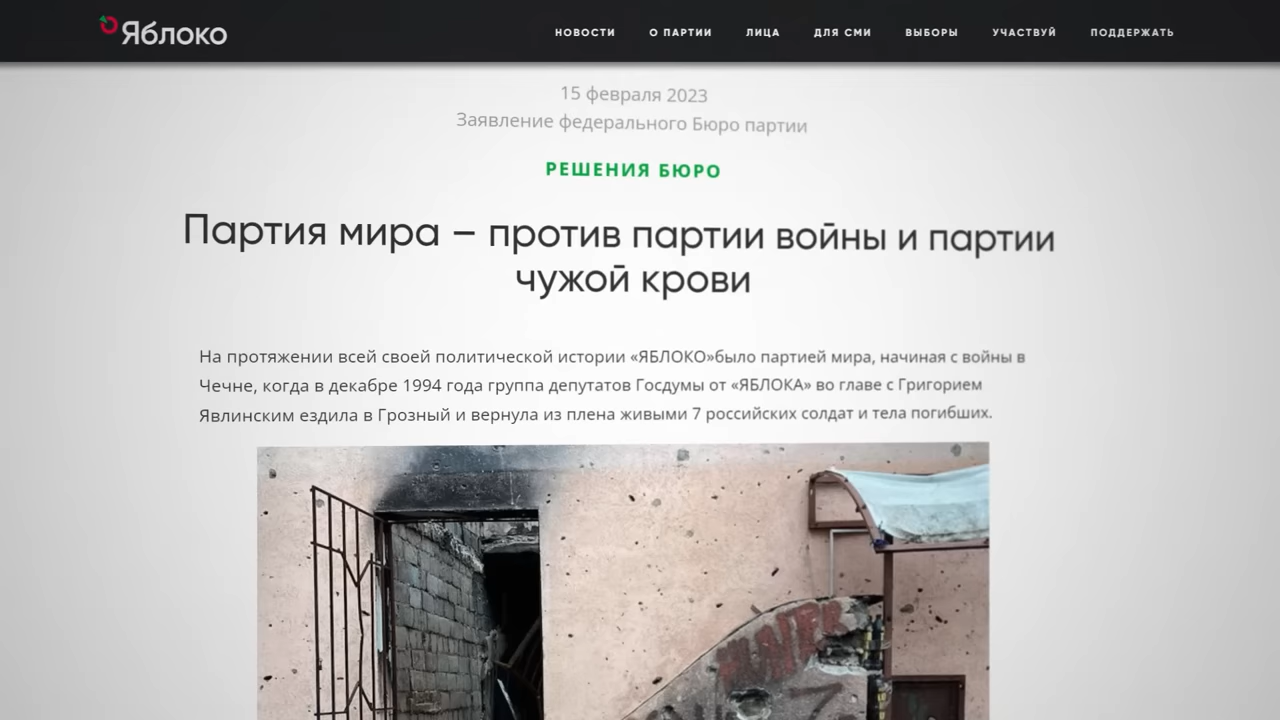 Яблоко
НОВОСТИ О ПАРТИИ ЛИЦА ДЛЯ СМИ ВЫБОРЫ УЧАСТВУЙ ПОДДЕРЖАТЬ
15 февраля 2023
Заявление федерального Бюро партии
РЕШЕНИЯ БЮРО
Партия мира – против партии войны и партии
чужой крови
На протяжении всей своей политической истории «ЯБЛОКО»было партией мира, начиная с войны в
Чечне, когда в декабре 1994 года группа депутатов Госдумы от «ЯБЛОКА» во главе с Григорием
Явлинским ездила в Грозный и вернула из плена живыми 7 российских солдат и тела погибших.